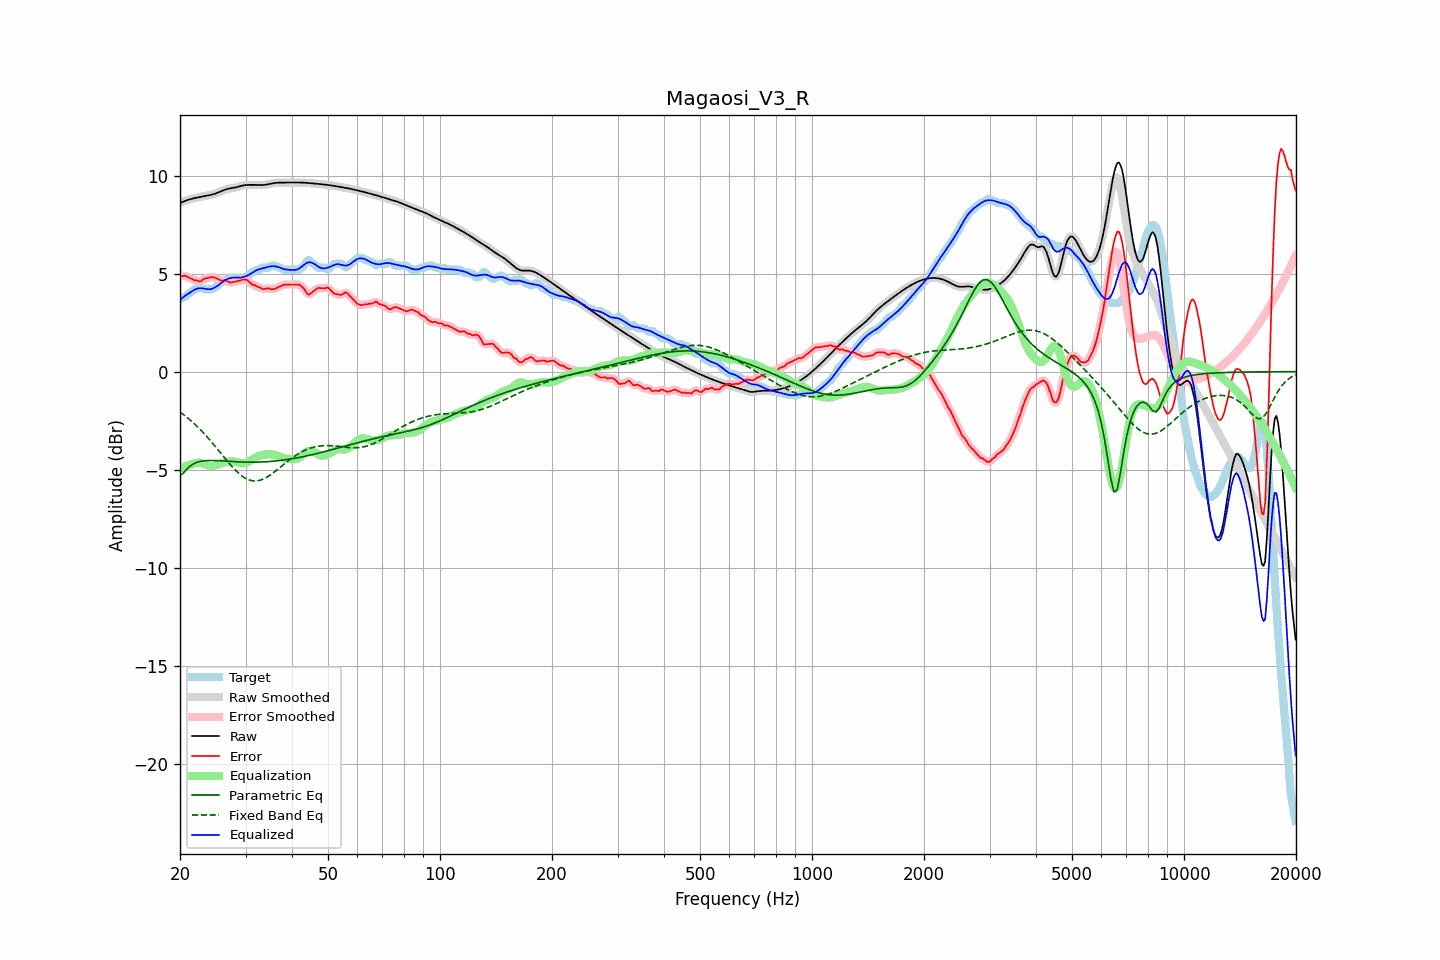 Magaosi_V3_R
10
5
0
−5
−10
−15
−20
Amplitude (dBr)
Target
Raw Smoothed
Error Smoothed
Raw
Error
Equalization
Parametric Eq
Fixed Band Eq
Equalized
20 50 100 200 500 1000 2000 5000 10000 20000
Frequency (Hz)